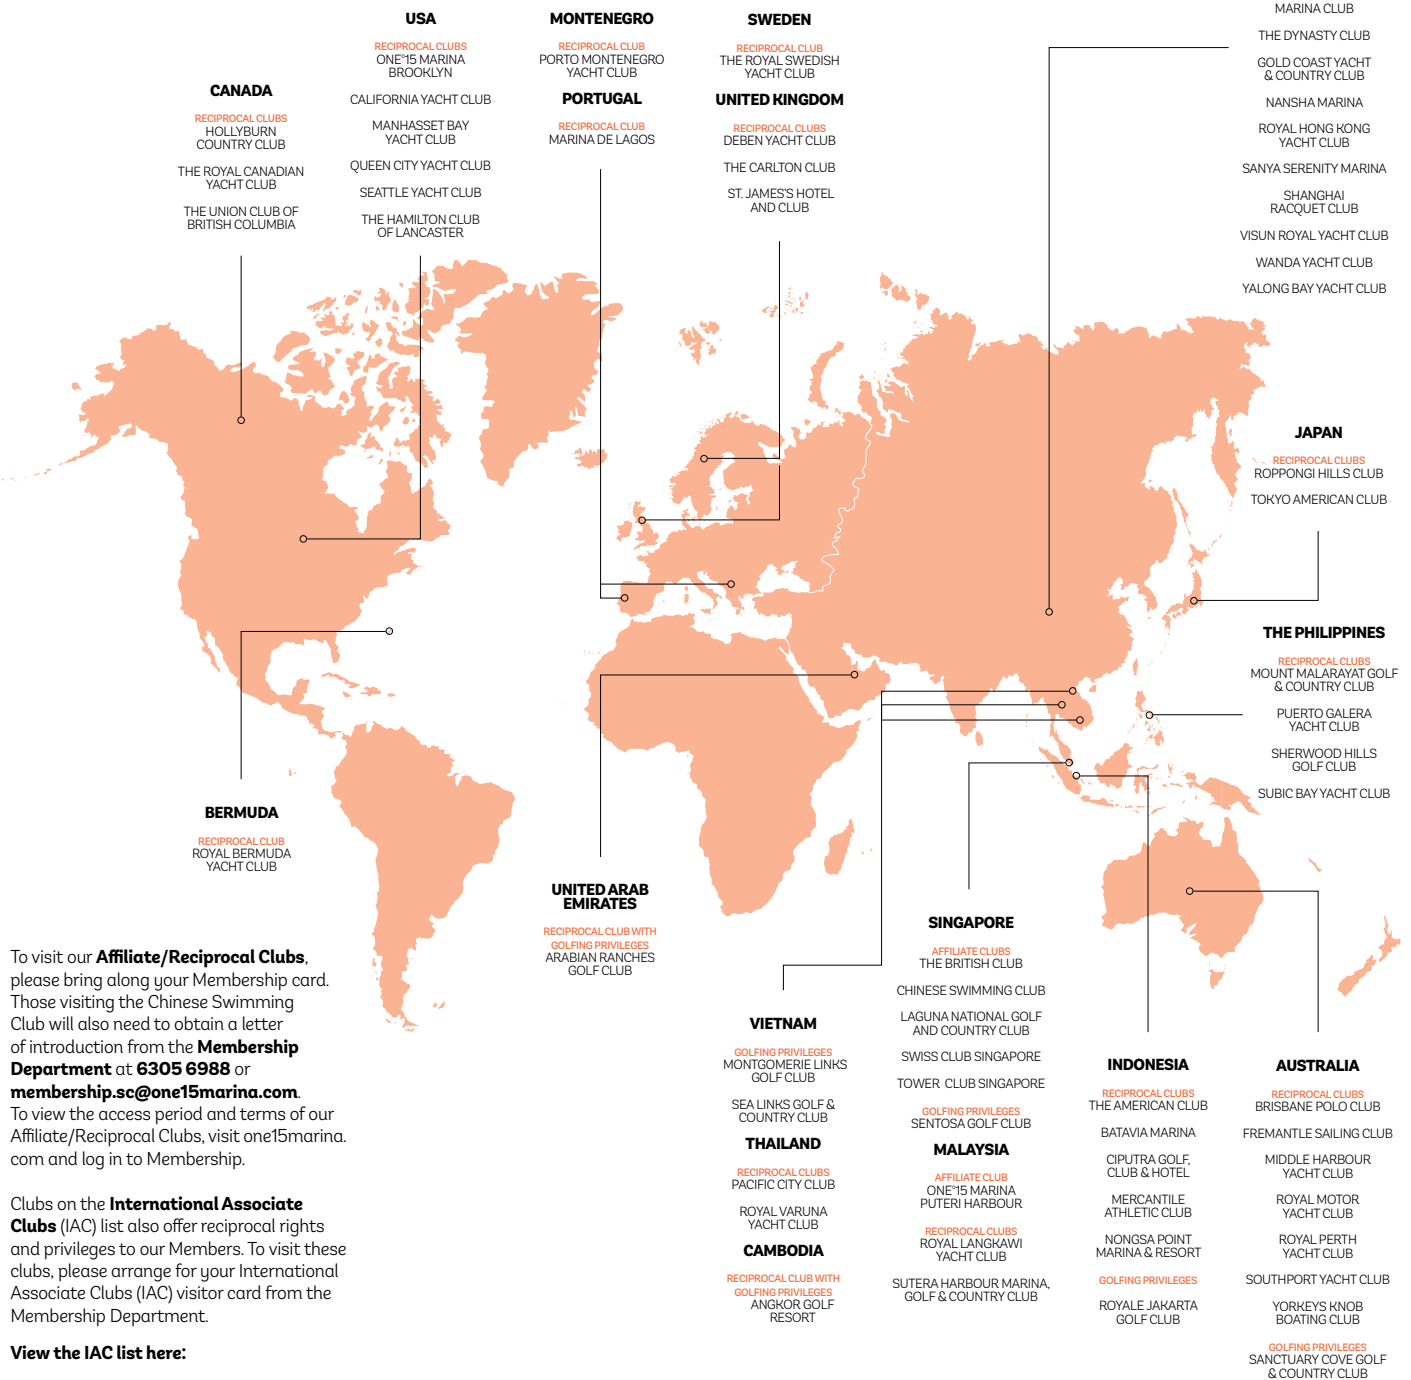 USA
RECIPROCAL CLUBS
ONE°15 MARINA
BROOKLYN
CALIFORNIA YACHT CLUB
MANHASSET BAY
YACHT CLUB
QUEEN CITY YACHT CLUB
SEATTLE YACHT CLUB
THE HAMILTON CLUB
OF LANCASTER
MONTENEGRO
RECIPROCAL CLUB
PORTO MONTENEGRO
YACHT CLUB
PORTUGAL
RECIPROCAL CLUB
MARINA DE LAGOS
SWEDEN
RECIPROCAL CLUB
THE ROYAL SWEDISH
YACHT CLUB
UNITED KINGDOM
RECIPROCAL CLUBS
DEBEN YACHT CLUB
THE CARLTON CLUB
ST. JAMES'S HOTEL
AND CLUB
MARINA CLUB
THE DYNASTY CLUB
GOLD COAST YACHT
& COUNTRY CLUB
NANSHA MARINA
ROYAL HONG KONG
YACHT CLUB
SANYA SERENITY MARINA
SHANGHAI
RACQUET CLUB
VISUN ROYAL YACHT CLUB
WANDA YACHT CLUB
YALONG BAY YACHT CLUB
CANADA
RECIPROCAL CLUBS
HOLLYBURN
COUNTRY CLUB
THE ROYAL CANADIAN
YACHT CLUB
THE UNION CLUB OF
BRITISH COLUMBIA
JAPAN
RECIPROCAL CLUBS
ROPPONGI HILLS CLUB
TOKYO AMERICAN CLUB
THE PHILIPPINES
RECIPROCAL CLUBS
MOUNT MALARAYAT GOLF
& COUNTRY CLUB
PUERTO GALERA
YACHT CLUB
SHERWOOD HILLS
GOLF CLUB
SUBIC BAY YACHT CLUB
BERMUDA
RECIPROCAL CLUB
ROYAL BERMUDA
YACHT CLUB
UNITED ARAB
EMIRATES
RECIPROCAL CLUB WITH
GOLFING PRIVILEGES
ARABIAN RANCHES
GOLF CLUB
To visit our Affiliate/Reciprocal Clubs,
please bring along your Membership card.
Those visiting the Chinese Swimming
Club will also need to obtain a letter
of introduction from the Membership
Department at 6305 6988 or
membership.sc@one15marina.com.
To view the access period and terms of our
Affiliate/Reciprocal Clubs, visit one15marina.
com and log in to Membership.
Clubs on the International Associate
Clubs (IAC) list also offer reciprocal rights
and privileges to our Members. To visit these
clubs, please arrange for your International
Associate Clubs (IAC) visitor card from the
Membership Department.
View the IAC list here:
VIETNAM
GOLFING PRIVILEGES
MONTGOMERIE LINKS
GOLF CLUB
SEA LINKS GOLF &
COUNTRY CLUB
THAILAND
RECIPROCAL CLUBS
PACIFIC CITY CLUB
ROYAL VARUNA
YACHT CLUB
CAMBODIA
RECIPROCAL CLUB WITH
GOLFING PRIVILEGES
ANGKOR GOLF
RESORT
SINGAPORE
AFFILIATE CLUBS
THE BRITISH CLUB
CHINESE SWIMMING CLUB
LAGUNA NATIONAL GOLF
AND COUNTRY CLUB
SWISS CLUB SINGAPORE
TOWER CLUB SINGAPORE
GOLFING PRIVILEGES
SENTOSA GOLF CLUB
MALAYSIA
AFFILIATE CLUB
ONE°15 MARINA
PUTERI HARBOUR
RECIPROCAL CLUBS
ROYAL LANGKAWI
YACHT CLUB
SUTERA HARBOUR MARINA,
GOLF & COUNTRY CLUB
INDONESIA
RECIPROCAL CLUBS
THE AMERICAN CLUB
BATAVIA MARINA
CIPUTRA GOLF,
CLUB & HOTEL
MERCANTILE
ATHLETIC CLUB
NONGSA POINT
MARINA & RESORT
GOLFING PRIVILEGES
ROYALE JAKARTA
GOLF CLUB
AUSTRALIA
RECIPROCAL CLUBS
BRISBANE POLO CLUB
FREMANTLE SAILING CLUB
MIDDLE HARBOUR
YACHT CLUB
ROYAL MOTOR
YACHT CLUB
ROYAL PERTH
YACHT CLUB
SOUTHPORT YACHT CLUB
YORKEYS KNOB
BOATING CLUB
GOLFING PRIVILEGES
SANCTUARY COVE GOLF
& COUNTRY CLUB